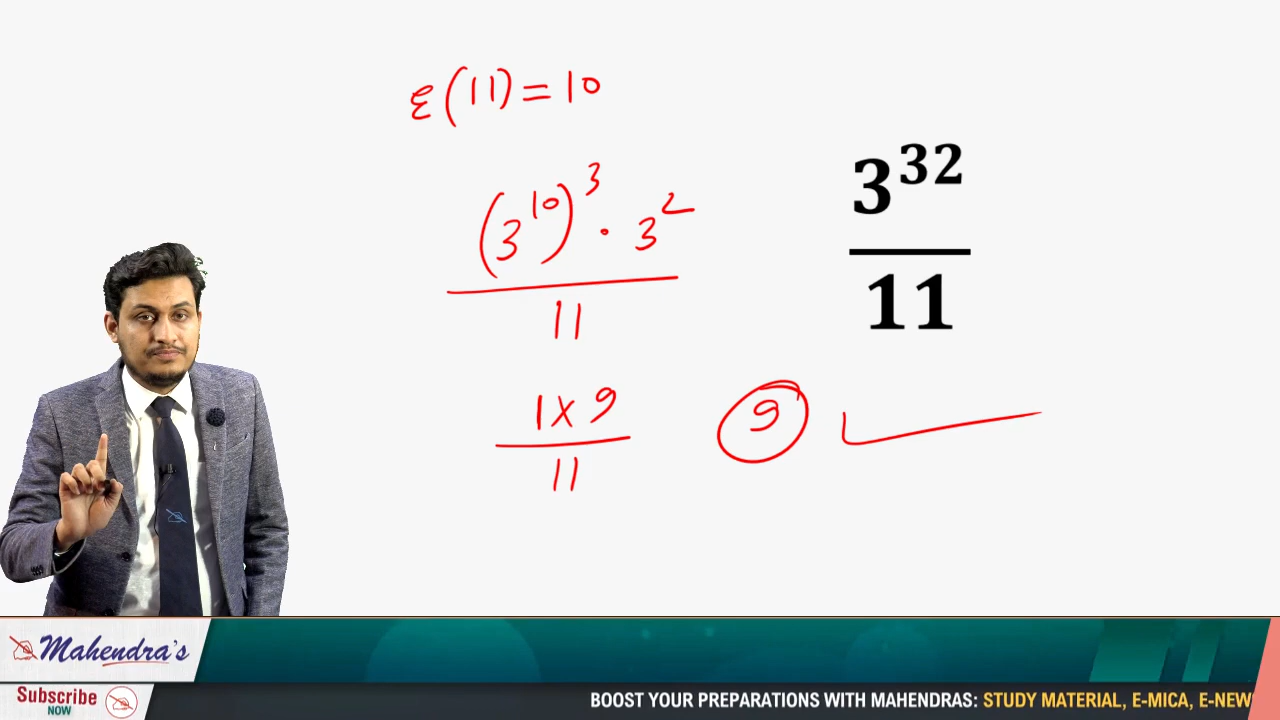 ε(11)=10
(3^10)^3 · 3^2
11
1×9
11
9
3^32
11
Mahendra's
Subscribe
NOW
BOOST YOUR PREPARATIONS WITH MAHENDRAS: STUDY MATERIAL, E-MICA, E-NEW